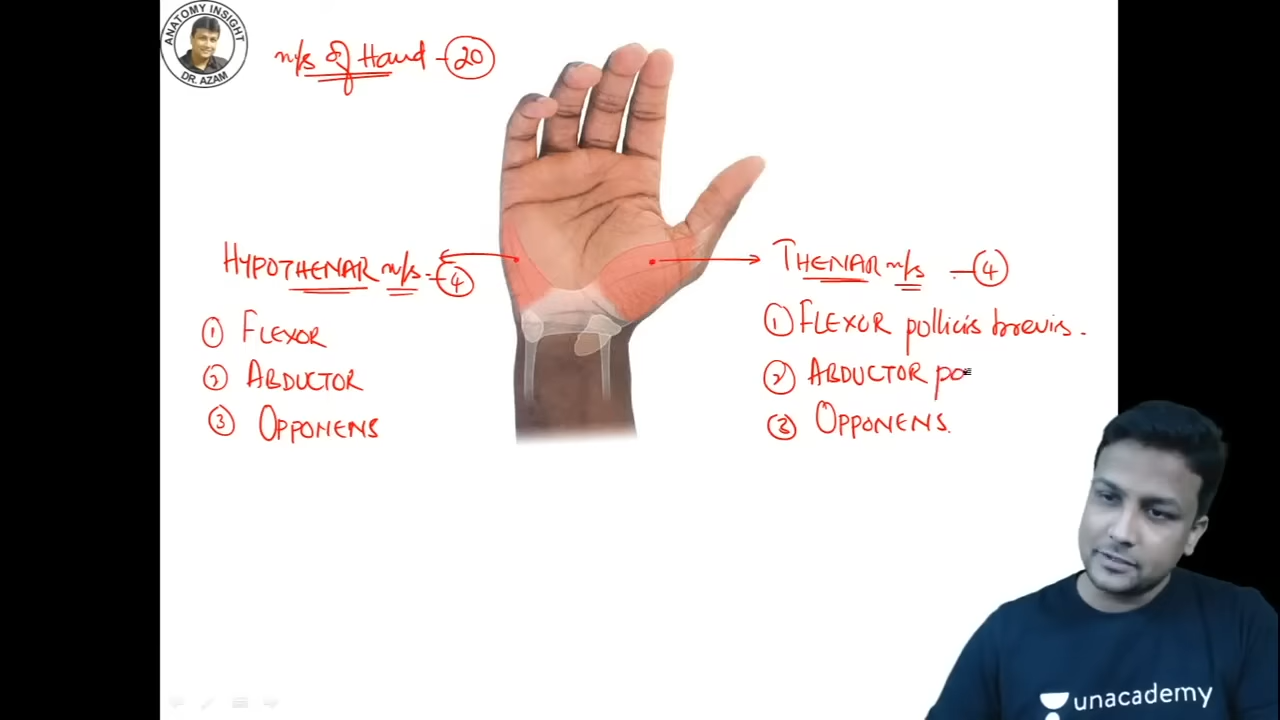 ANATOMY INSIGHT
DR. AZAM
m/s of Hand - 20
HYPOTHENAR m/s - 4
① FLEXOR
② ABDUCTOR
③ OPPONENS
THENAR m/s - 4
① FLEXOR pollicis brevis.
② ABDUCTOR po
③ OPPONENS.
unacademy